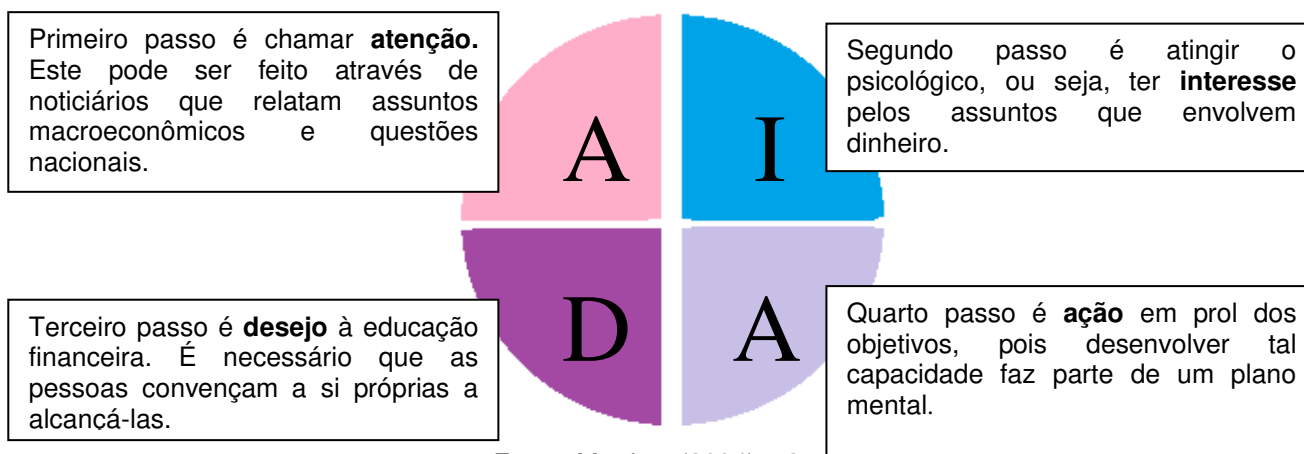 Primeiro passo é chamar atenção.
Este pode ser feito através de
noticiários que relatam assuntos
macroeconômicos e questões
nacionais.
A
I
Segundo passo é atingir o
psicológico, ou seja, ter interesse
pelos assuntos que envolvem
dinheiro.
Terceiro passo é desejo à educação
financeira. É necessário que as
pessoas convençam a si próprias a
alcançá-las.
D
A
Quarto passo é ação em prol dos
objetivos, pois desenvolver tal
capacidade faz parte de um plano
mental.